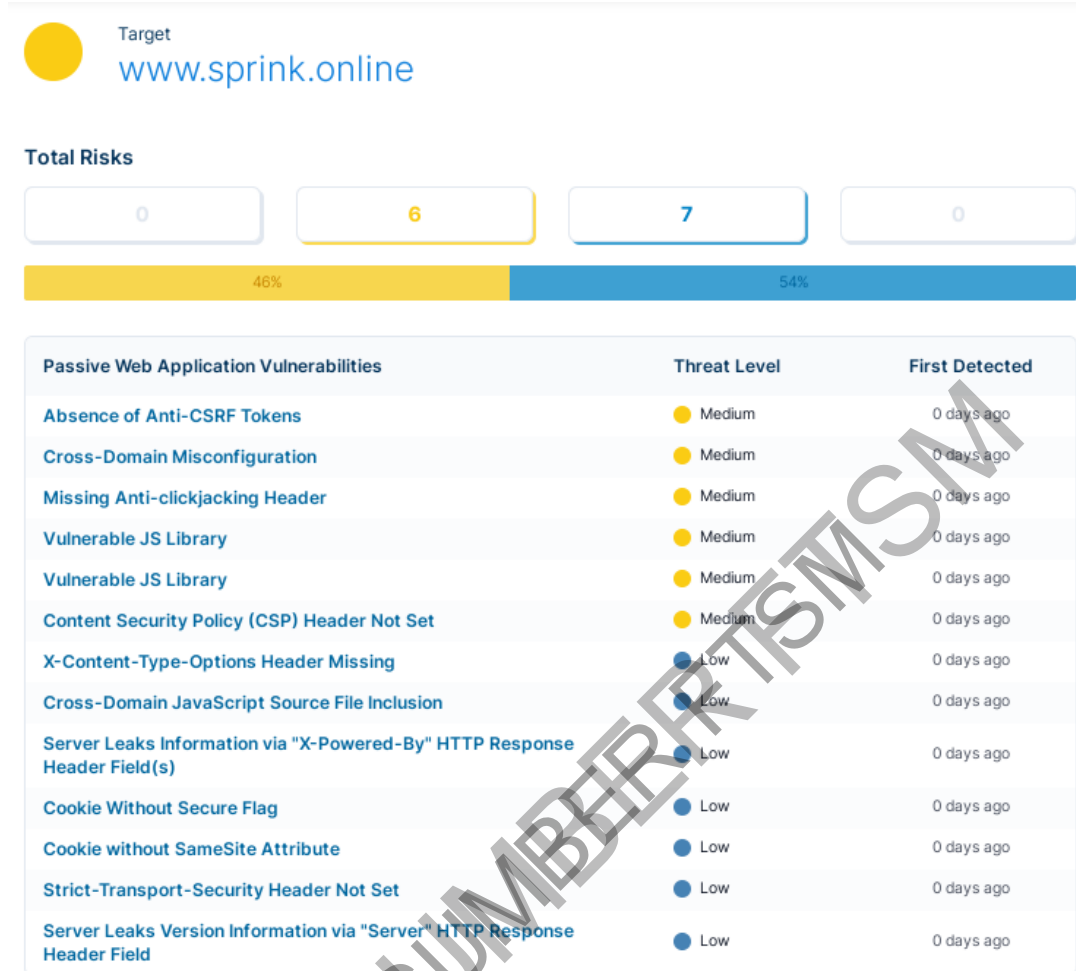 Target
www.sprink.online
Total Risks
0 6 7 0
46% 54%
Passive Web Application Vulnerabilities Threat Level First Detected
Absence of Anti-CSRF Tokens Medium 0 days ago
Cross-Domain Misconfiguration Medium 0 days ago
Missing Anti-clickjacking Header Medium 0 days ago
Vulnerable JS Library Medium 0 days ago
Vulnerable JS Library Medium 0 days ago
Content Security Policy (CSP) Header Not Set Medium 0 days ago
X-Content-Type-Options Header Missing Low 0 days ago
Cross-Domain JavaScript Source File Inclusion Low 0 days ago
Server Leaks Information via "X-Powered-By" HTTP Response
Header Field(s) Low 0 days ago
Cookie Without Secure Flag Low 0 days ago
Cookie without SameSite Attribute Low 0 days ago
Strict-Transport-Security Header Not Set Low 0 days ago
Server Leaks Version Information via "Server" HTTP Response
Header Field Low 0 days ago